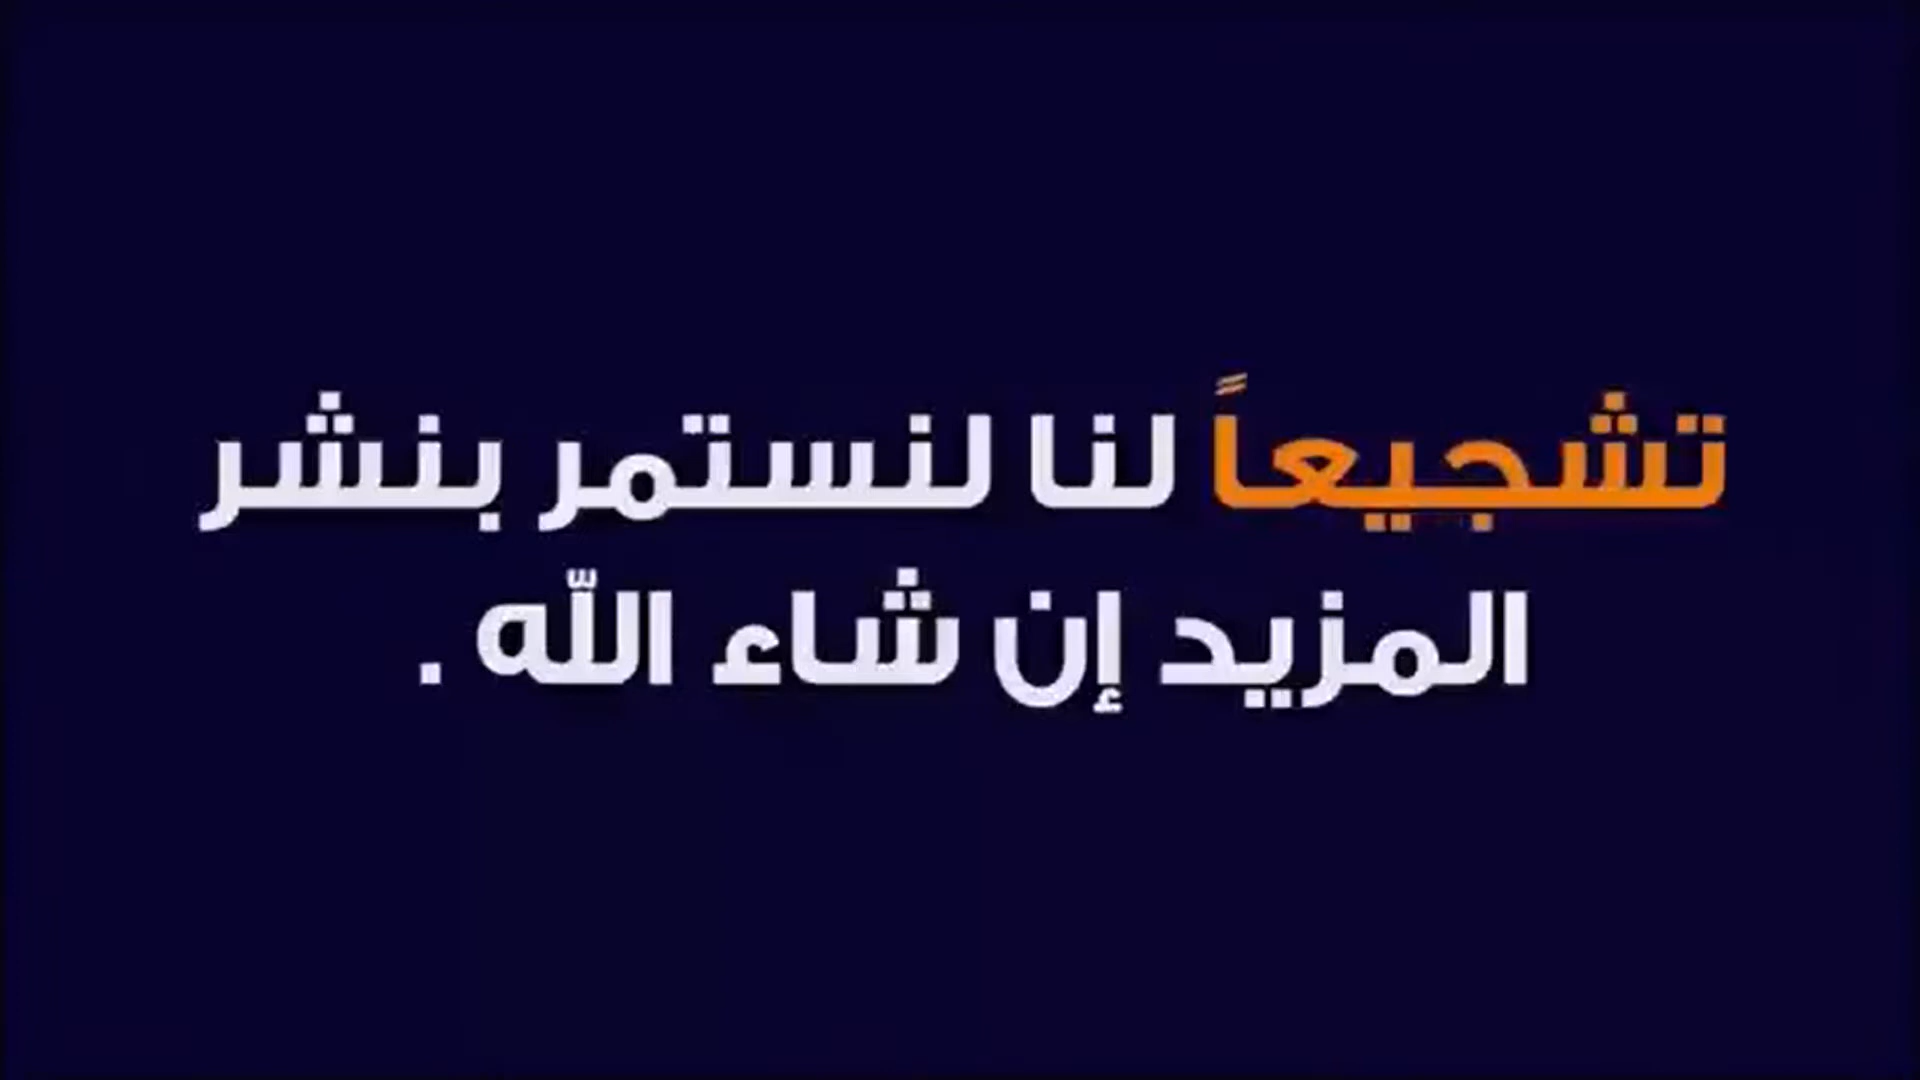 تشجيعاً لنا لنستمر بنشر
المزيد إن شاء اللّه .